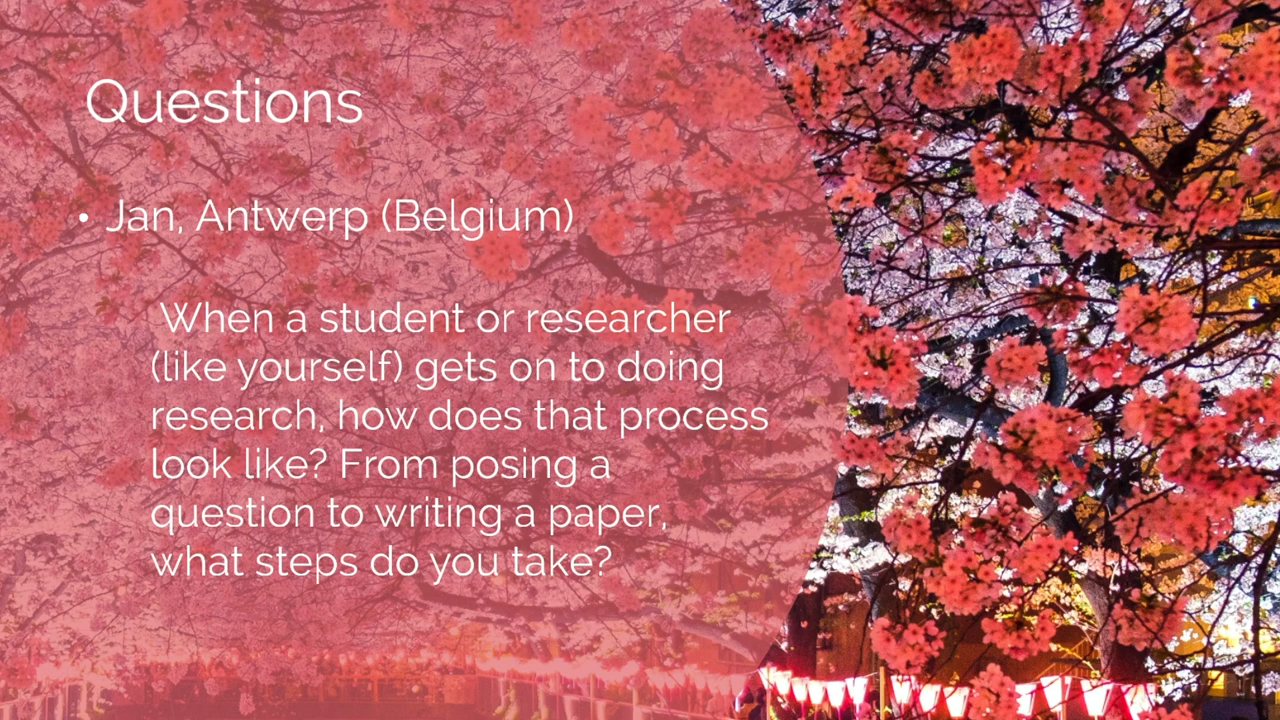 Questions
• Jan, Antwerp (Belgium)
When a student or researcher
(like yourself) gets on to doing
research, how does that process
look like? From posing a
question to writing a paper,
what steps do you take?